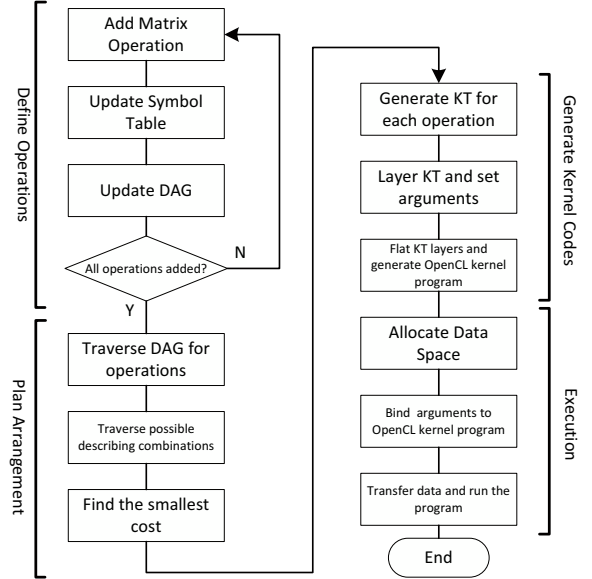 Define Operations
Add Matrix
Operation
Update Symbol
Table
Update DAG
All operations added?
N
Y
Plan Arrangement
Traverse DAG for
operations
Traverse possible
describing combinations
Find the smallest
cost
Generate Kernel Codes
Generate KT for
each operation
Layer KT and set
arguments
Flat KT layers and
generate OpenCL kernel
program
Execution
Allocate Data
Space
Bind arguments to
OpenCL kernel program
Transfer data and run the
program
End